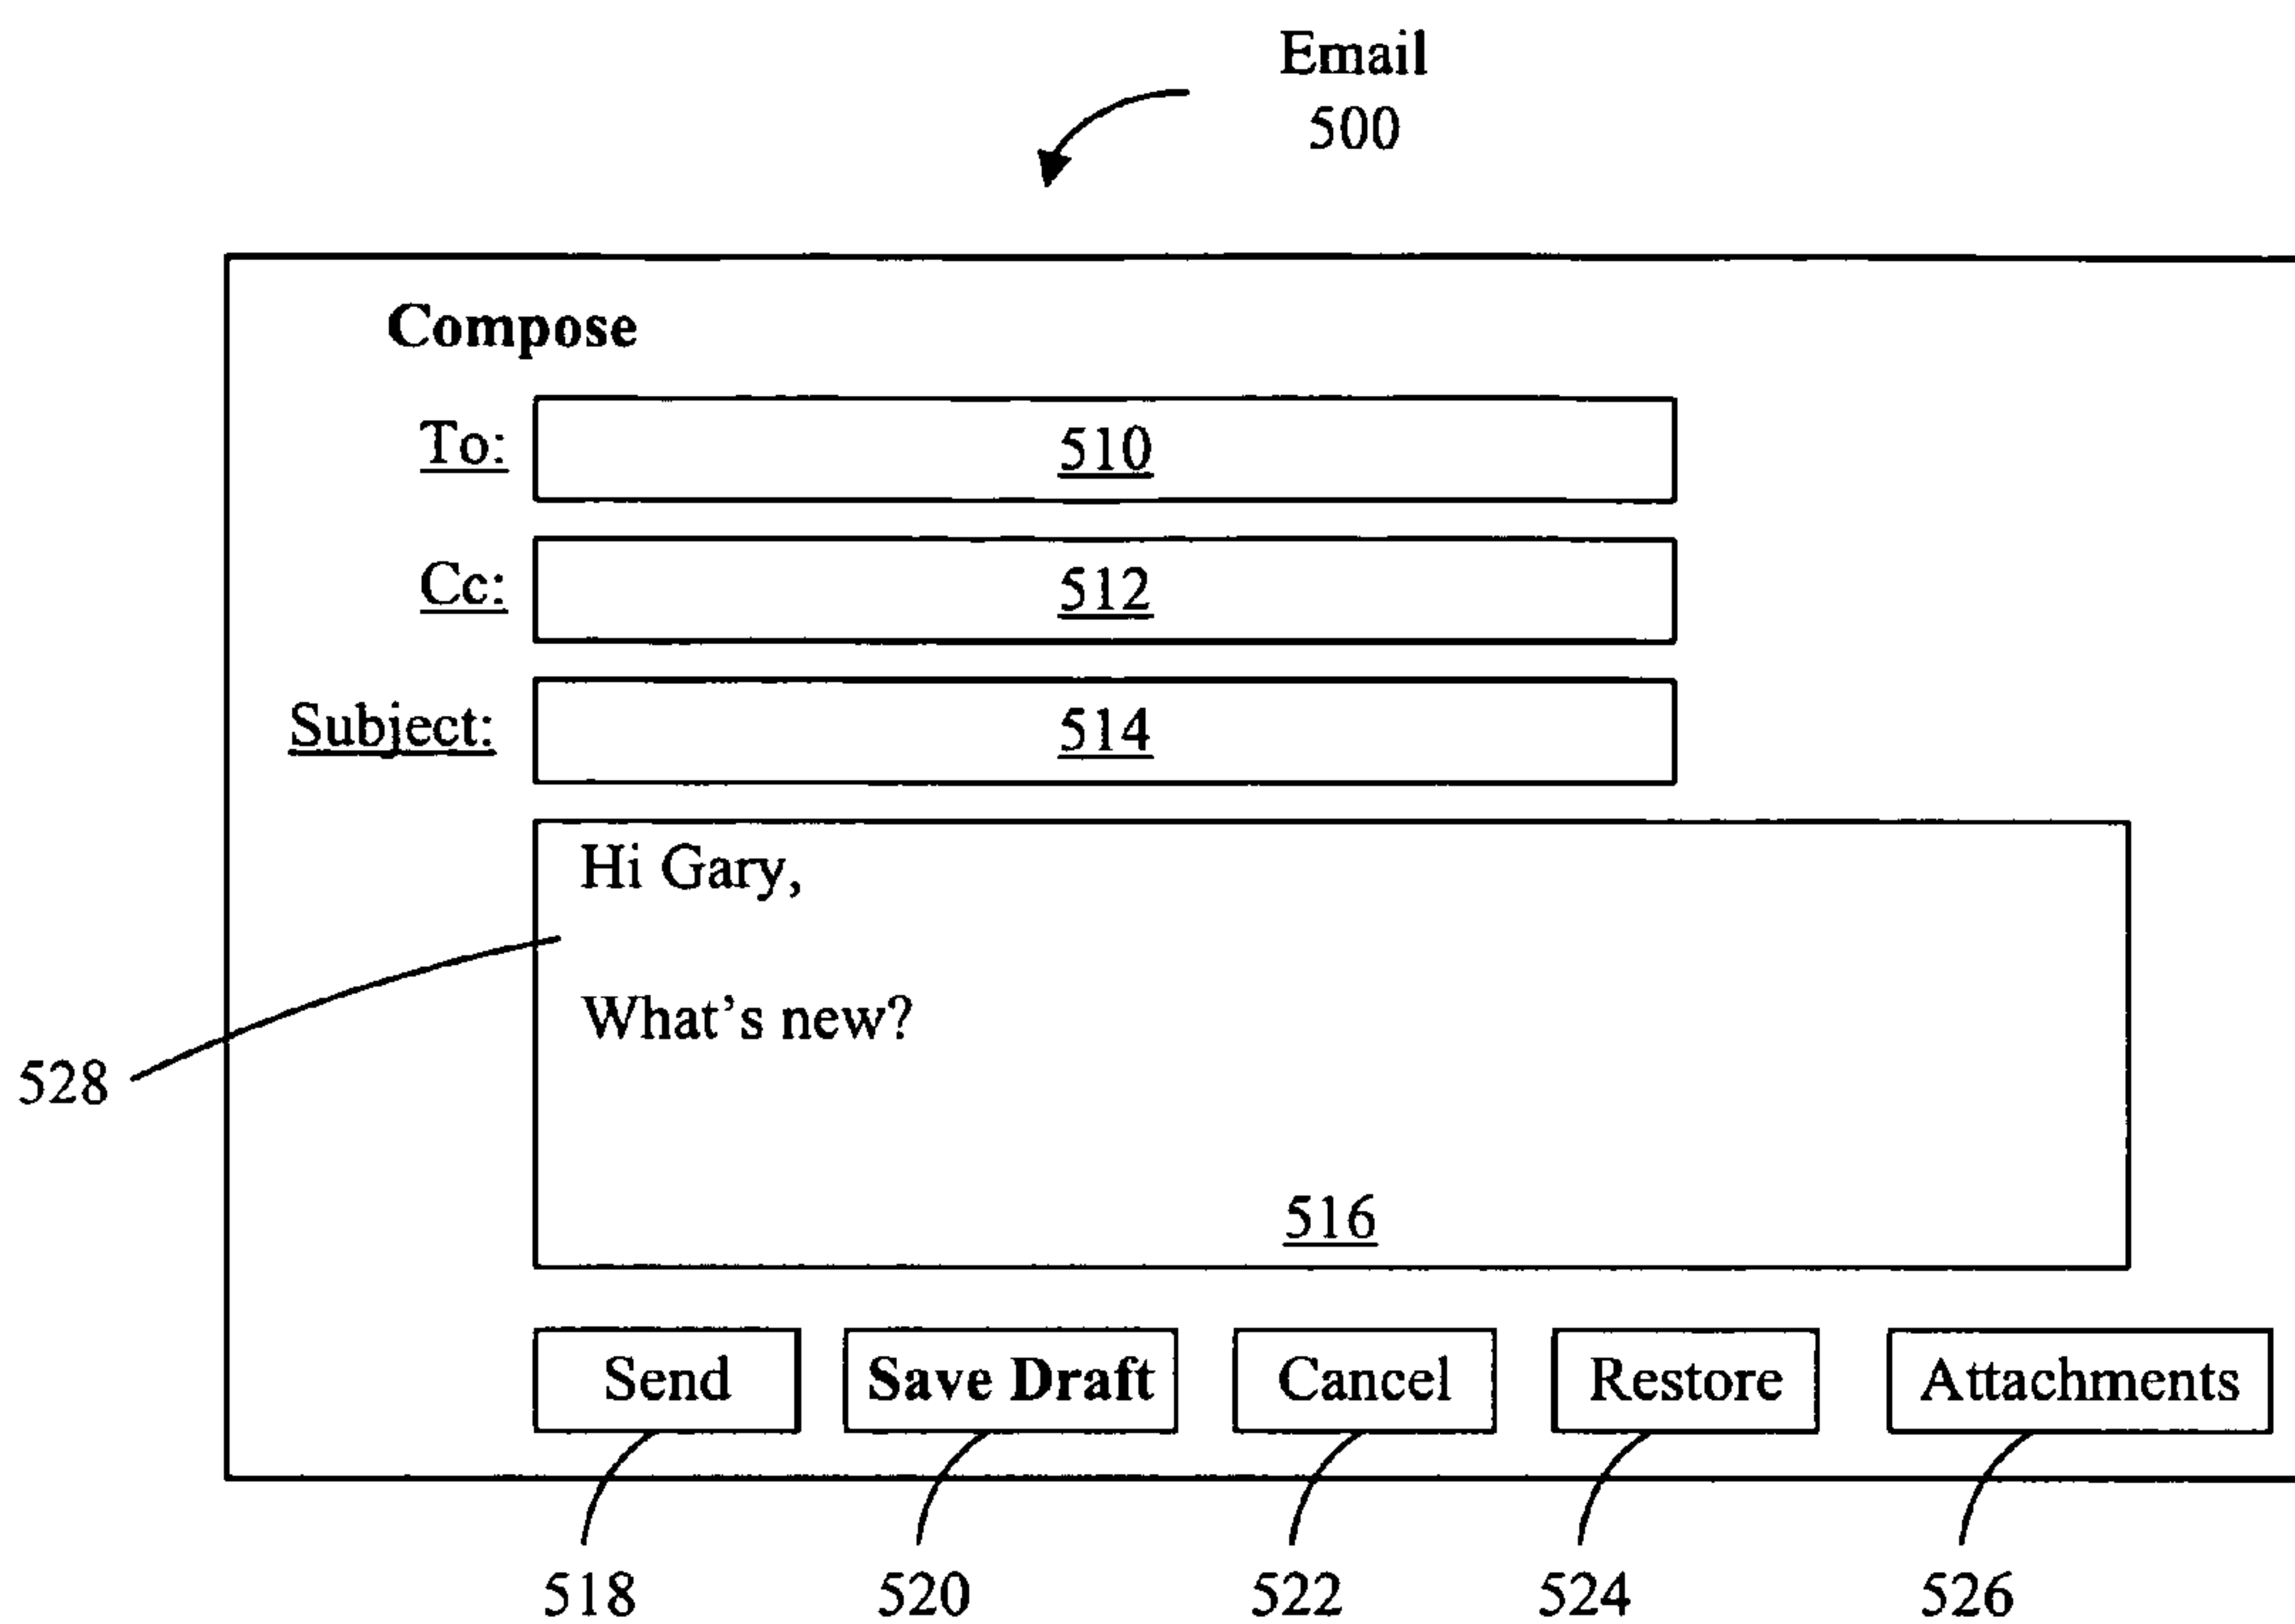 Email
500
Compose
To: 510
Cc: 512
Subject: 514
Hi Gary,
What's new?
528
516
Send Save Draft Cancel Restore Attachments
518 520 522 524 526